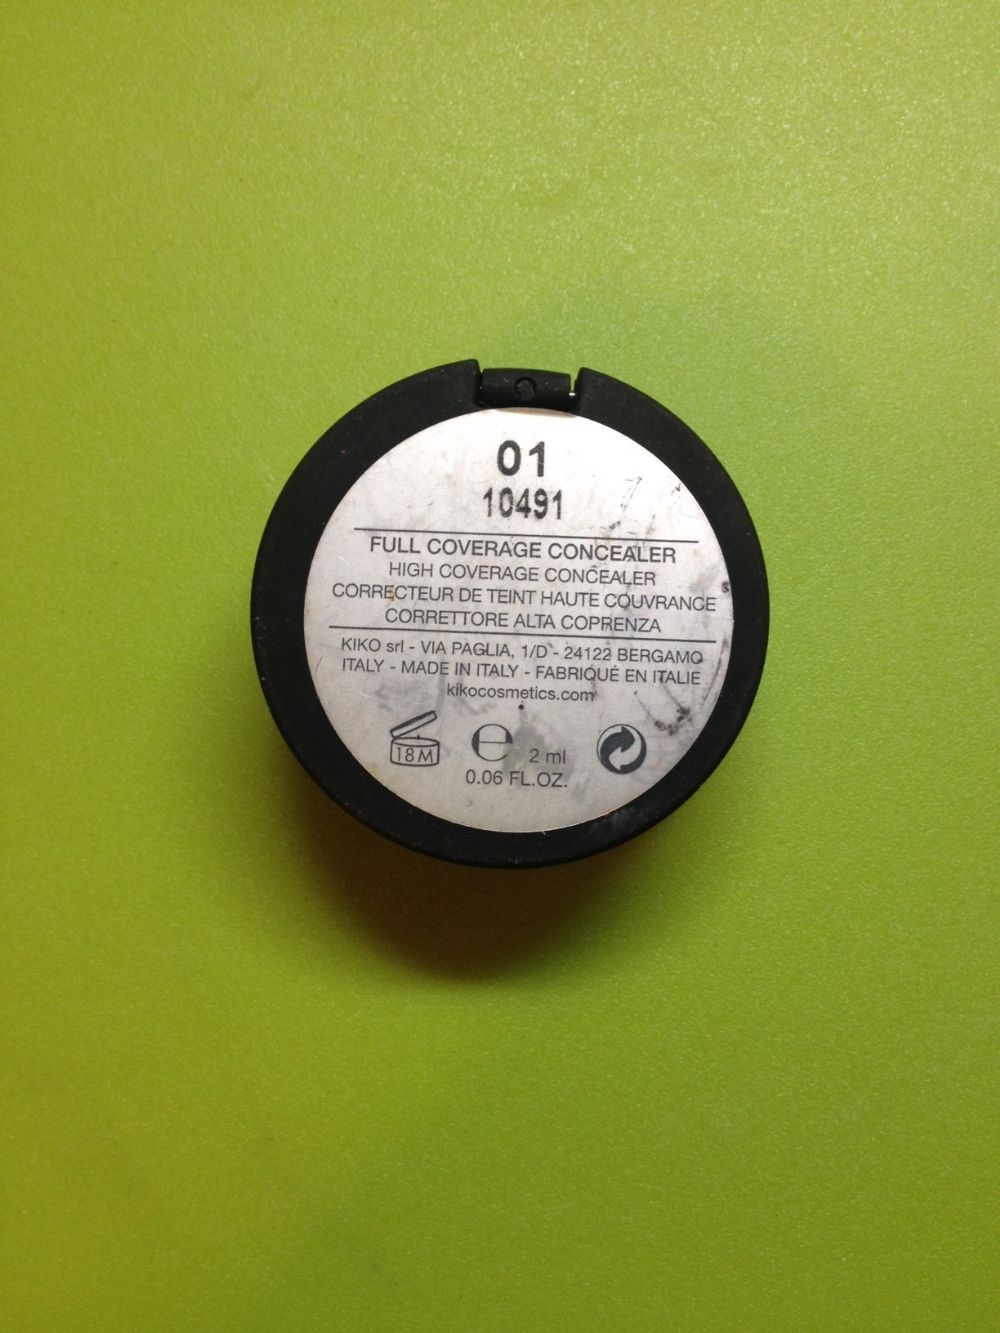 01
10491
FULL COVERAGE CONCEALER
HIGH COVERAGE CONCEALER
CORRECTEUR DE TEINT HAUTE COUVRANCE
CORRETTORE ALTA COPRENZA
KIKO srl - VIA PAGLIA, 1/D - 24122 BERGAMO
ITALY - MADE IN ITALY - FABRIQUÉ EN ITALIE
kikocosmetics.com
18M e 2 ml
0.06 FL.OZ.